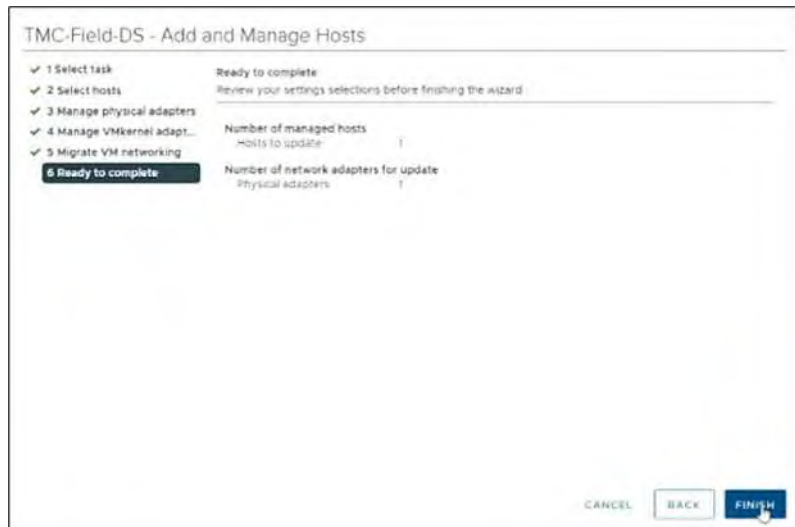 TMC-Field-DS - Add and Manage Hosts
✓ 1 Select task
✓ 2 Select hosts
✓ 3 Manage physical adapters
✓ 4 Manage VMkernel adapt...
✓ 5 Migrate VM networking
6 Ready to complete
Ready to complete
Review your settings selections before finishing the wizard
Number of managed hosts
Hosts to update 1
Number of network adapters for update
Physical adapters 1
CANCEL
BACK
FINISH